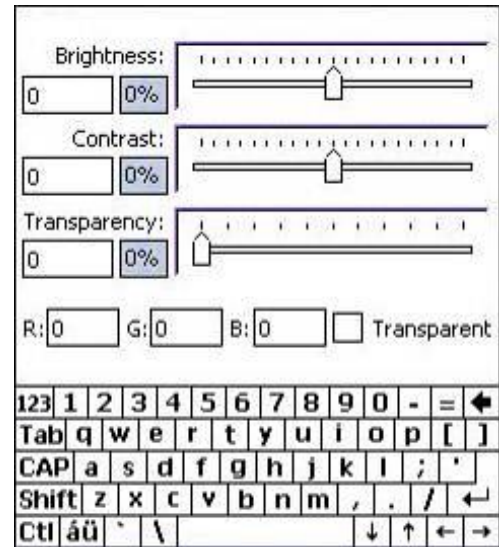 Brightness:
0 0%
Contrast:
0 0%
Transparency:
0 0%
R: 0 G: 0 B: 0 Transparent
123 1 2 3 4 5 6 7 8 9 0 - = 🡄
Tab q w e r t y u i o p [ ]
CAP a s d f g h j k l ; '
Shift z x c v b n m , . / ↵
Ctl áü ` \ ↓ ↑ ← →